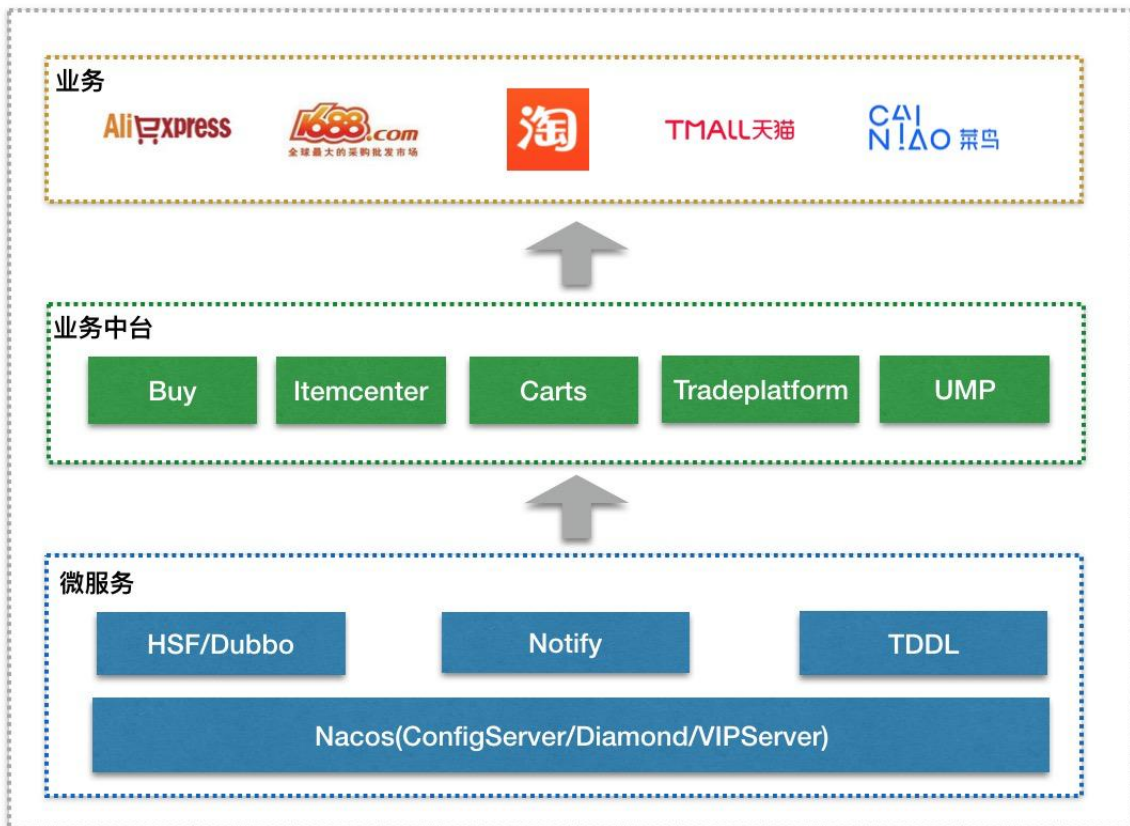 业务
AliExpress
1688.com
全球最大的采购批发市场
淘
TMALL天猫
CAI
NIAO 菜鸟
业务中台
Buy
Itemcenter
Carts
Tradeplatform
UMP
微服务
HSF/Dubbo
Notify
TDDL
Nacos(ConfigServer/Diamond/VIPServer)